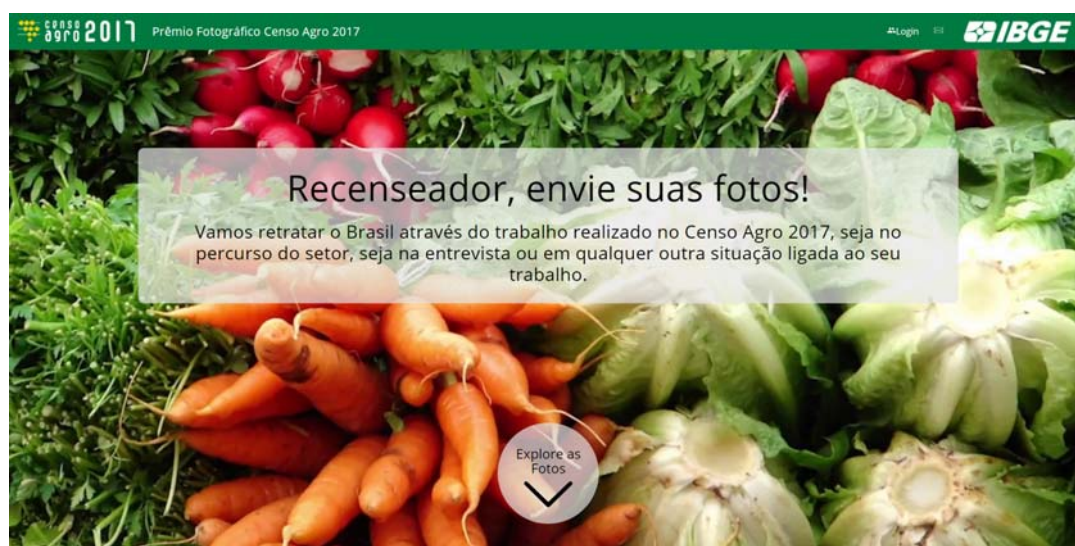 censo agro 2017
Prêmio Fotográfico Censo Agro 2017
Login
IBGE
Recenseador, envie suas fotos!
Vamos retratar o Brasil através do trabalho realizado no Censo Agro 2017, seja no
percurso do setor, seja na entrevista ou em qualquer outra situação ligada ao seu
trabalho.
Explore as
Fotos